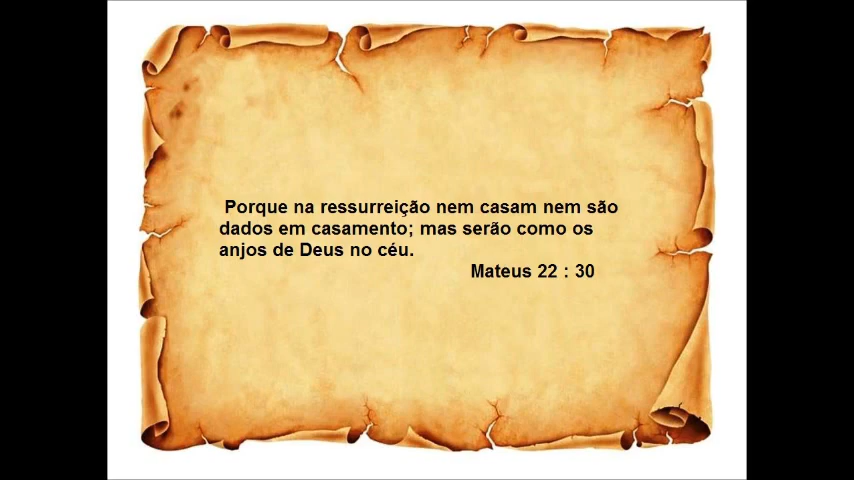 Porque na ressurreição nem casam nem são
dados em casamento; mas serão como os
anjos de Deus no céu.
Mateus 22 : 30